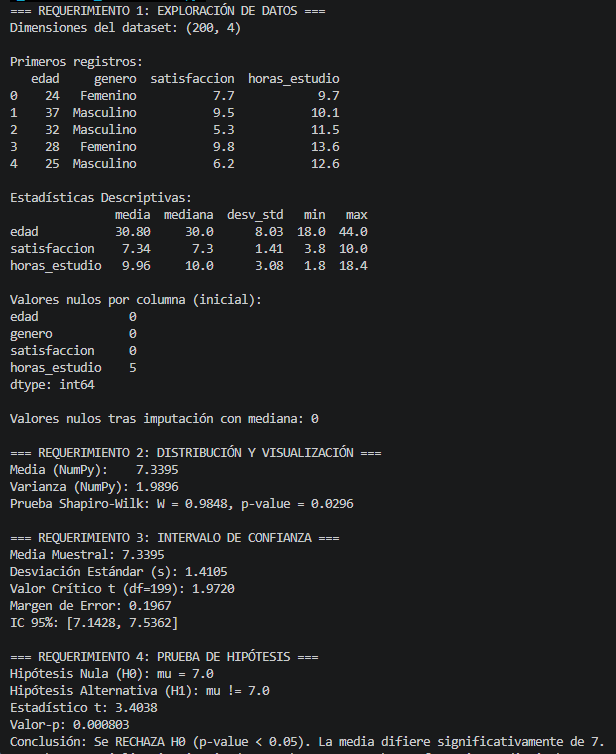 === REQUERIMIENTO 1: EXPLORACIÓN DE DATOS ===
Dimensiones del dataset: (200, 4)
Primeros registros:
edad genero satisfaccion horas_estudio
0 24 Femenino 7.7 9.7
1 37 Masculino 9.5 10.1
2 32 Masculino 5.3 11.5
3 28 Femenino 9.8 13.6
4 25 Masculino 6.2 12.6
Estadísticas Descriptivas:
media mediana desv_std min max
edad 30.80 30.0 8.03 18.0 44.0
satisfaccion 7.34 7.3 1.41 3.8 10.0
horas_estudio 9.96 10.0 3.08 1.8 18.4
Valores nulos por columna (inicial):
edad 0
genero 0
satisfaccion 0
horas_estudio 5
dtype: int64
Valores nulos tras imputación con mediana: 0
=== REQUERIMIENTO 2: DISTRIBUCIÓN Y VISUALIZACIÓN ===
Media (NumPy): 7.3395
Varianza (NumPy): 1.9896
Prueba Shapiro-Wilk: W = 0.9848, p-value = 0.0296
=== REQUERIMIENTO 3: INTERVALO DE CONFIANZA ===
Media Muestral: 7.3395
Desviación Estándar (s): 1.4105
Valor Crítico t (df=199): 1.9720
Margen de Error: 0.1967
IC 95%: [7.1428, 7.5362]
=== REQUERIMIENTO 4: PRUEBA DE HIPÓTESIS ===
Hipótesis Nula (H0): mu = 7.0
Hipótesis Alternativa (H1): mu != 7.0
Estadístico t: 3.4038
Valor-p: 0.000803
Conclusión: Se RECHAZA H0 (p-value < 0.05). La media difiere significativamente de 7.